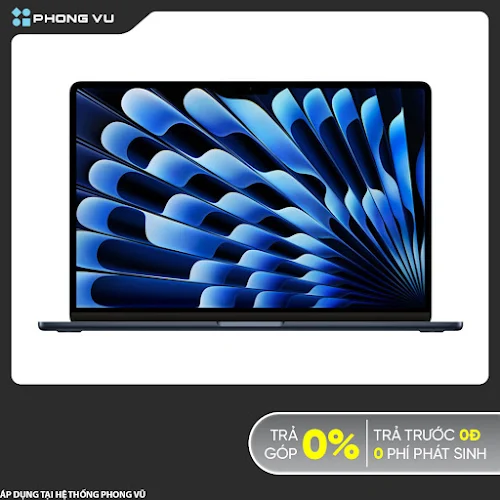 PHONG VU
TRẢ GÓP 0%
TRẢ TRƯỚC 0Đ
0 PHÍ PHÁT SINH
ÁP DỤNG TẠI HỆ THỐNG PHONG VŨ